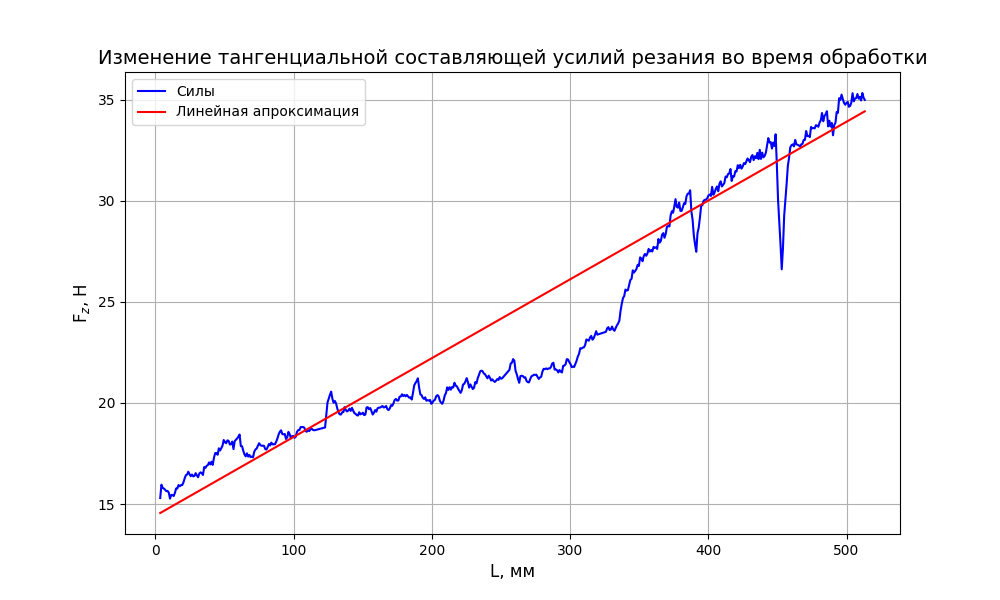 Изменение тангенциальной составляющей усилий резания во время обработки
Силы
Линейная апроксимация
35
30
25
20
15
F_z, Н
0 100 200 300 400 500
L, мм